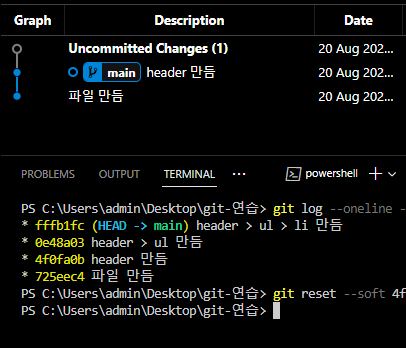 Graph Description Date
Uncommitted Changes (1) 20 Aug 202...
main header 만듬 20 Aug 202...
파일 만듬 20 Aug 202...
PROBLEMS OUTPUT TERMINAL ... powershell
PS C:\Users\admin\Desktop\git-연습> git log --oneline -
* fffb1fc (HEAD -> main) header > ul > li 만듬
* 0e48a03 header > ul 만듬
* 4f0fa0b header 만듬
* 725eec4 파일 만듬
PS C:\Users\admin\Desktop\git-연습> git reset --soft 4f
PS C:\Users\admin\Desktop\git-연습>